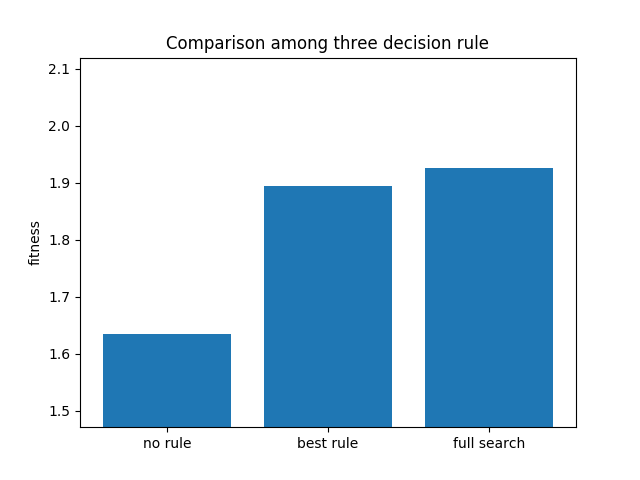 Comparison among three decision rule
2.1
2.0
1.9
1.8
1.7
1.6
1.5
fitness
no rule
best rule
full search